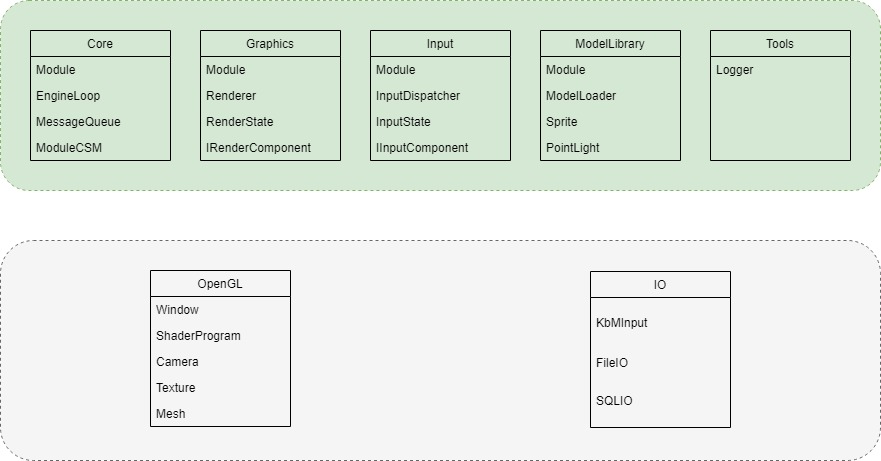 Core
Module
EngineLoop
MessageQueue
ModuleCSM
Graphics
Module
Renderer
RenderState
IRenderComponent
Input
Module
InputDispatcher
InputState
IInputComponent
ModelLibrary
Module
ModelLoader
Sprite
PointLight
Tools
Logger
OpenGL
Window
ShaderProgram
Camera
Texture
Mesh
IO
KbMInput
FileIO
SQLIO